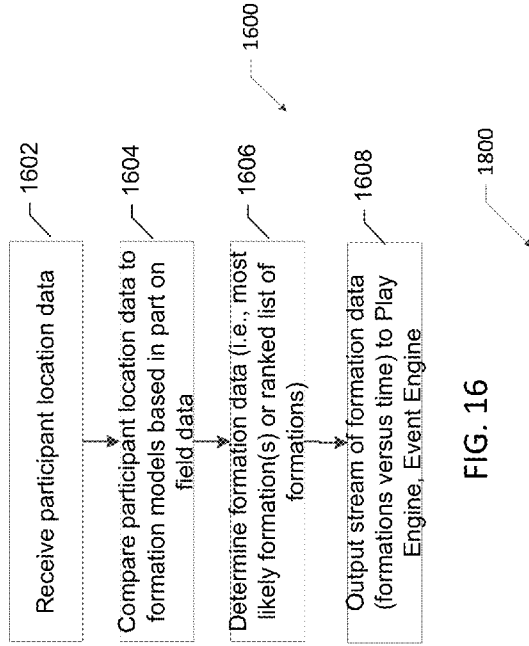 1602
Receive participant location data
1604
Compare participant location data to
formation models based in part on
field data
1606
Determine formation data (i.e., most
likely formation(s) or ranked list of
formations)
1608
Output stream of formation data
(formations versus time) to Play
Engine, Event Engine
1600
FIG. 16
1800